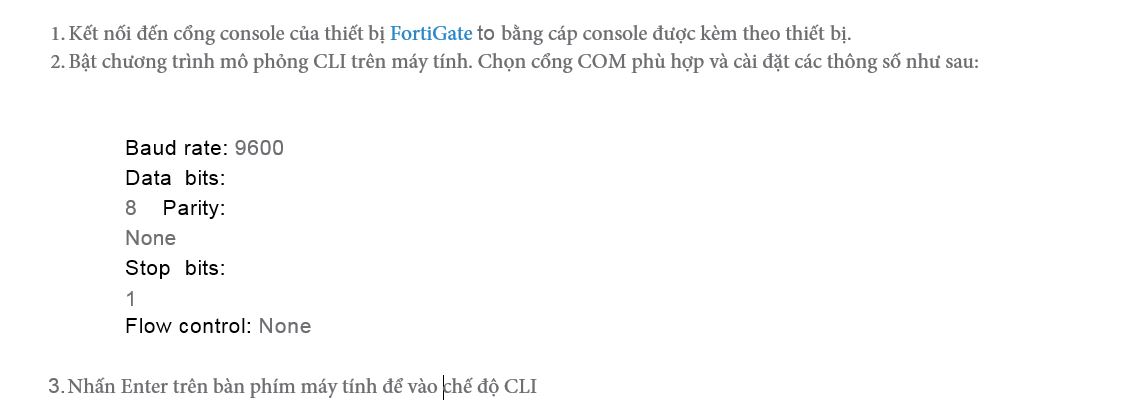 1. Kết nối đến cổng console của thiết bị FortiGate to bằng cáp console được kèm theo thiết bị.
2. Bật chương trình mô phỏng CLI trên máy tính. Chọn cổng COM phù hợp và cài đặt các thông số như sau:
Baud rate: 9600
Data bits:
8 Parity:
None
Stop bits:
1
Flow control: None
3. Nhấn Enter trên bàn phím máy tính để vào chế độ CLI